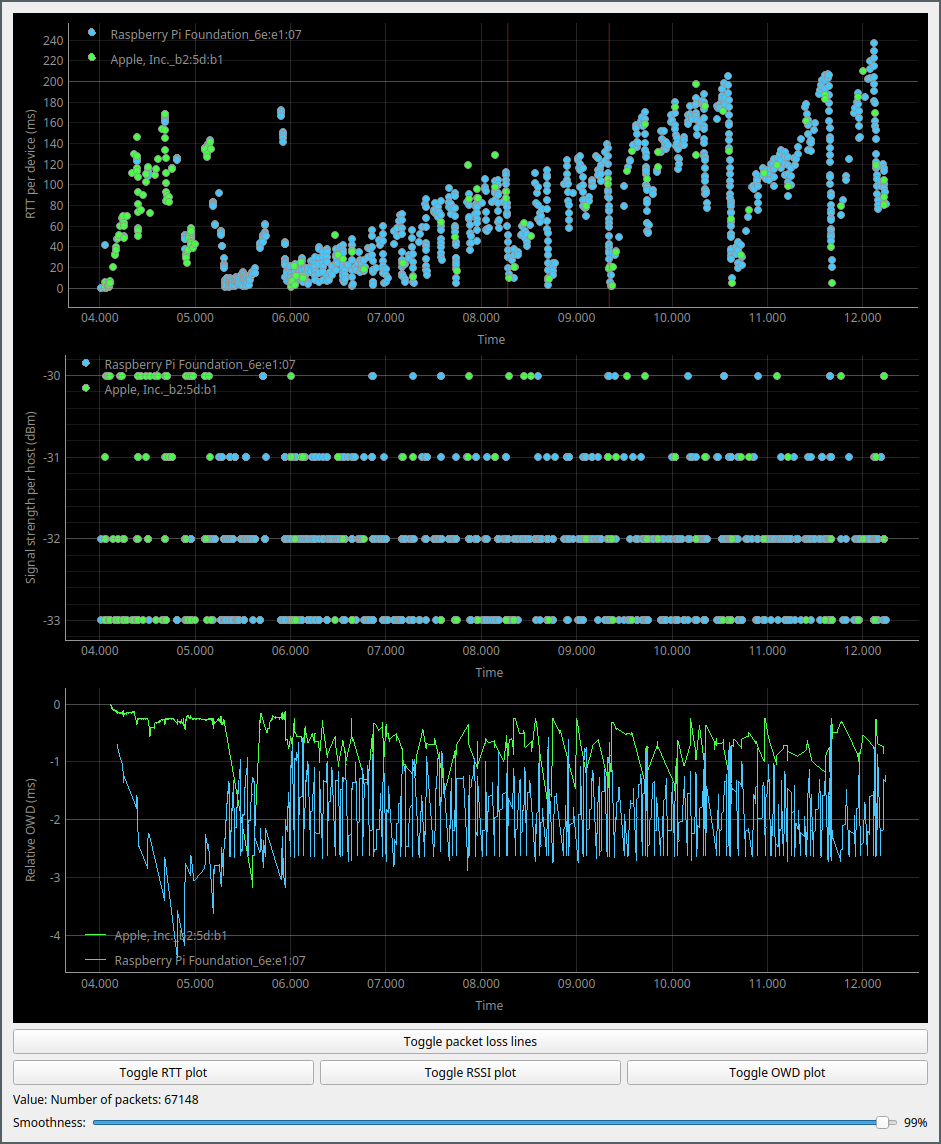 Raspberry Pi Foundation_6e:e1:07
Apple, Inc._b2:5d:b1
240
220
200
180
160
140
120
100
80
60
40
20
0
RTT per device (ms)
04.000 05.000 06.000 07.000 08.000 09.000 10.000 11.000 12.000
Time
Raspberry Pi Foundation_6e:e1:07
Apple, Inc._b2:5d:b1
-30
-31
-32
-33
Signal strength per host (dBm)
04.000 05.000 06.000 07.000 08.000 09.000 10.000 11.000 12.000
Time
0
-1
-2
-3
-4
Relative OWD (ms)
Apple, Inc._b2:5d:b1
Raspberry Pi Foundation_6e:e1:07
04.000 05.000 06.000 07.000 08.000 09.000 10.000 11.000 12.000
Time
Toggle packet loss lines
Toggle RTT plot Toggle RSSI plot Toggle OWD plot
Value: Number of packets: 67148
Smoothness: 99%